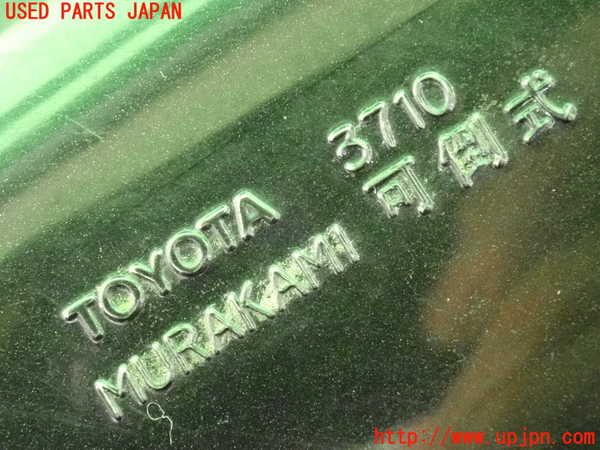 USED PARTS JAPAN
TOYOTA 3710
MURAKAMI 可倒式
http://www.upjpn.com/